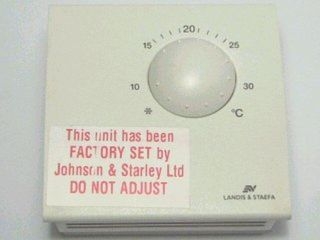 20
15 25
10 30
* °C
This unit has been
FACTORY SET by
Johnson & Starley Ltd
DO NOT ADJUST
LANDIS & STAEFA